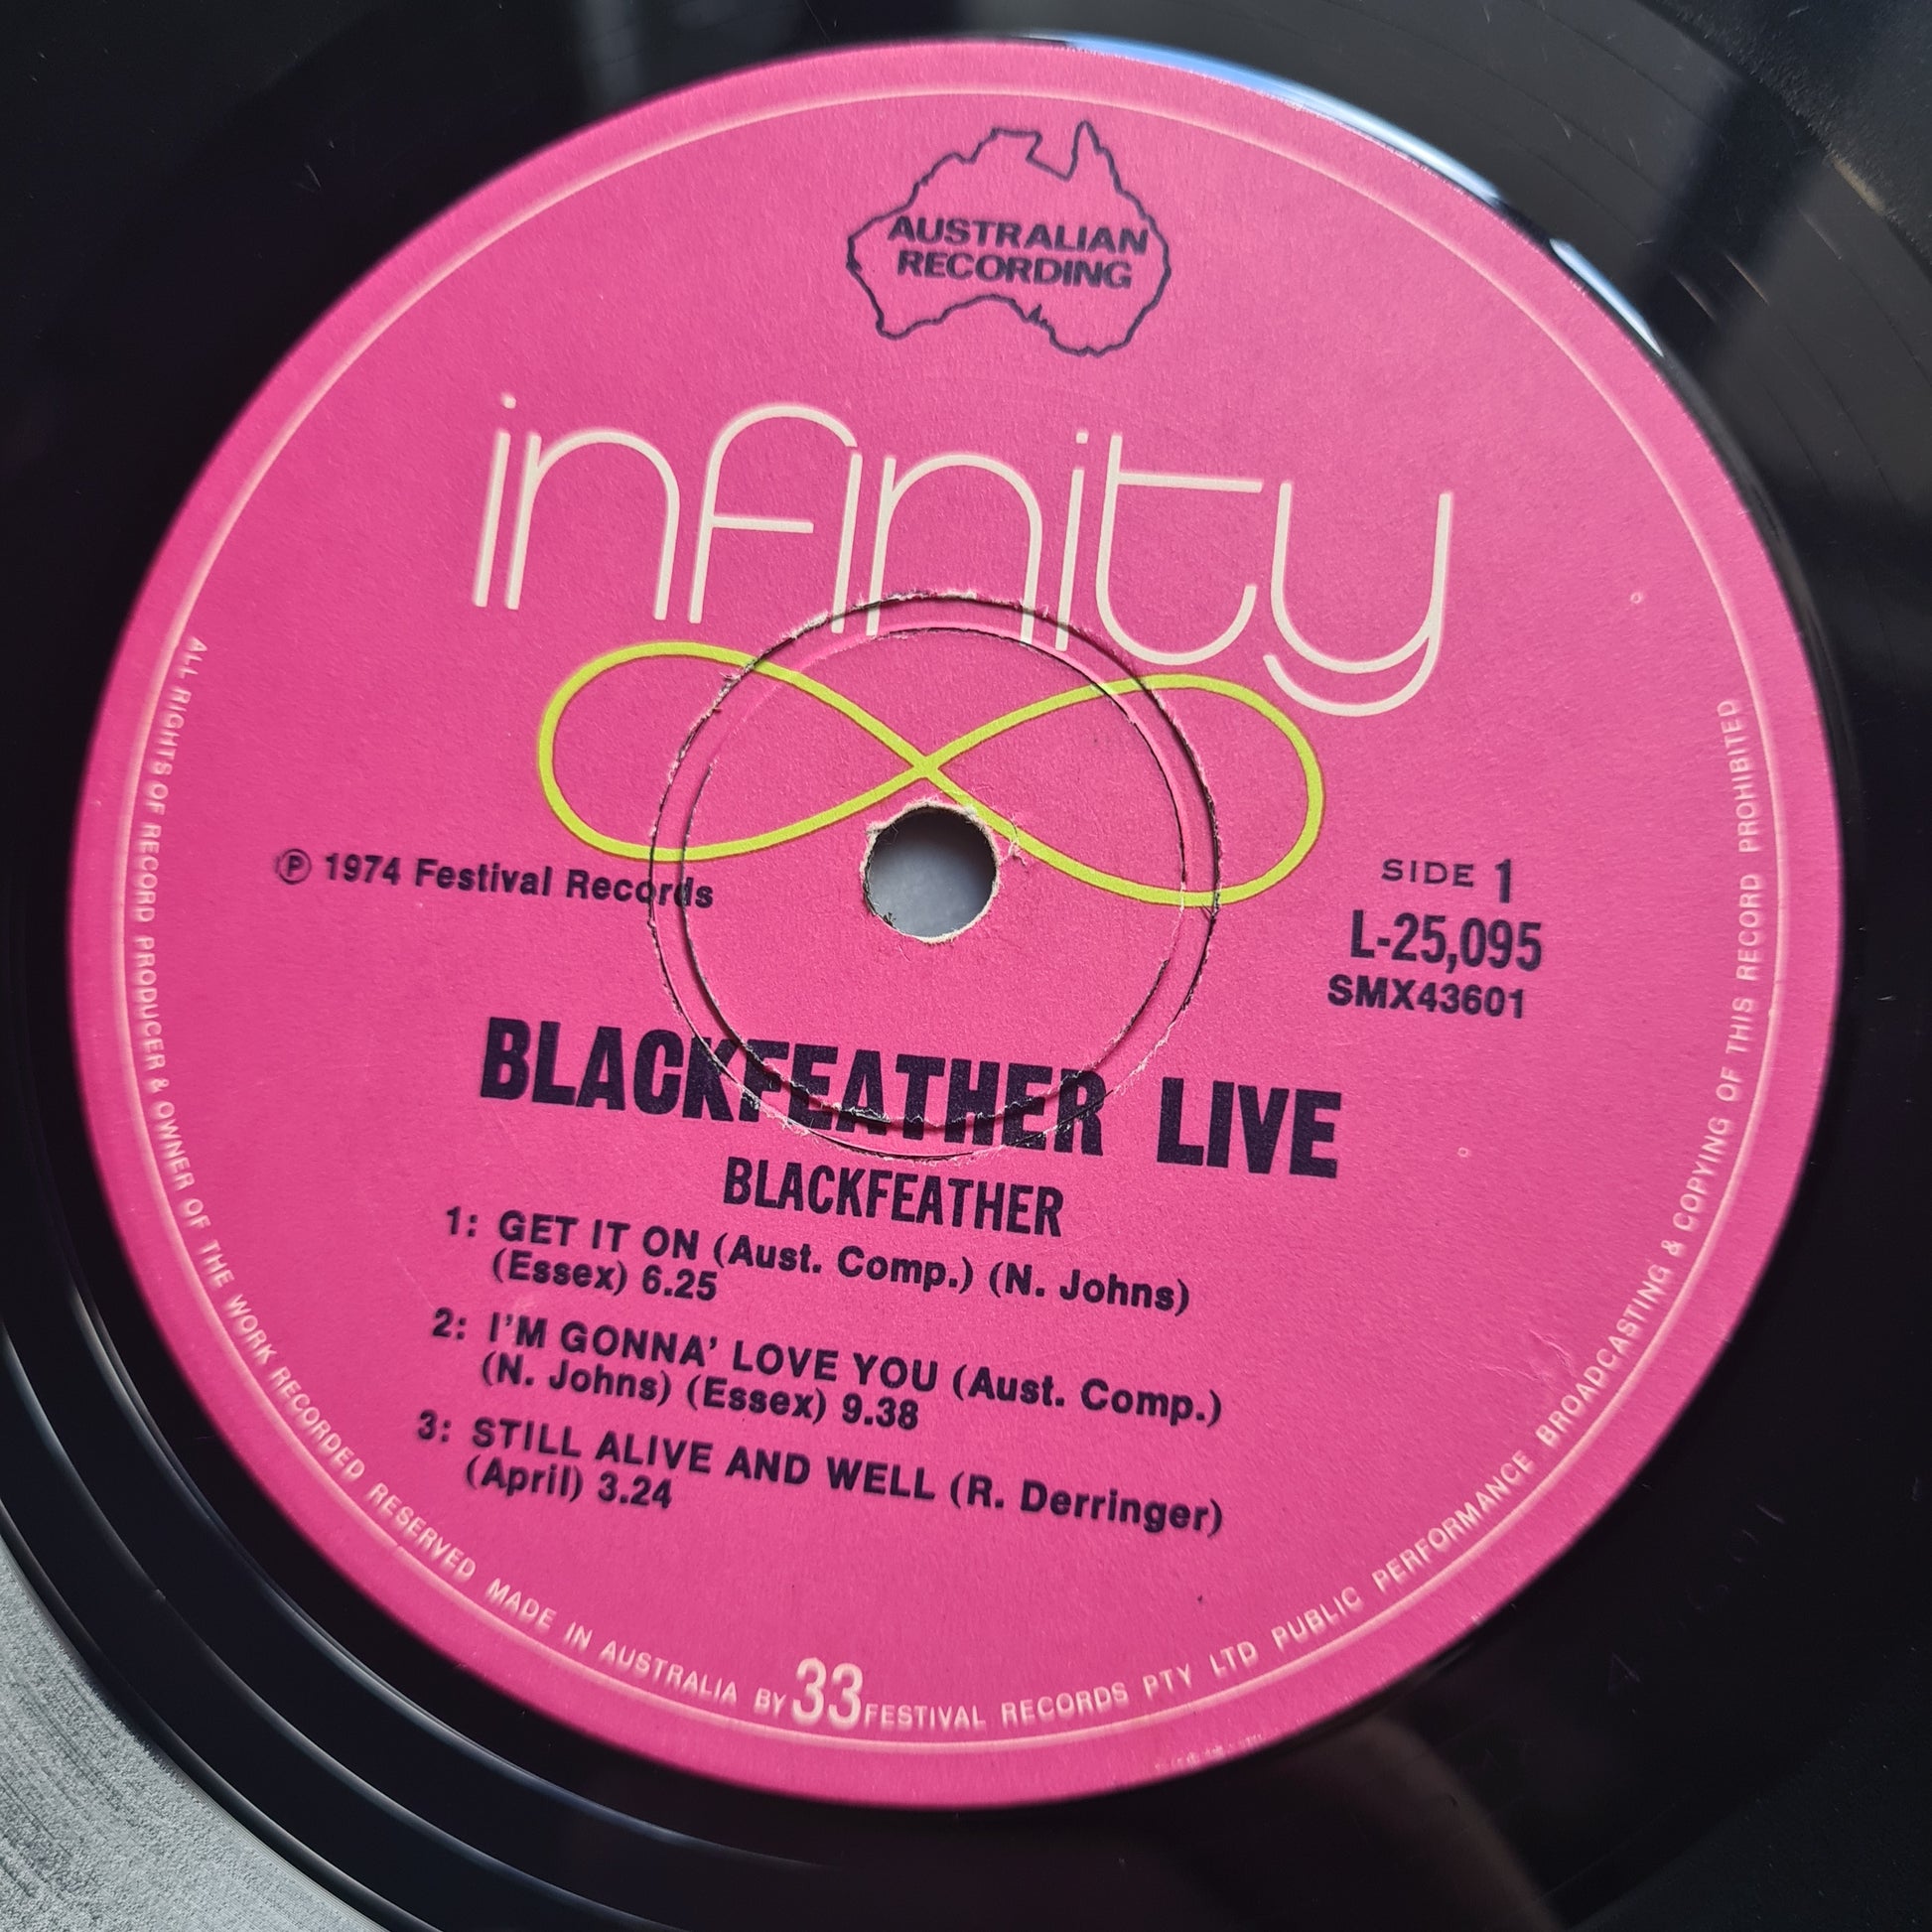 AUSTRALIAN
RECORDING
infinity
℗ 1974 Festival Records
SIDE 1
L-25,095
SMX43601
BLACKFEATHER LIVE
BLACKFEATHER
1: GET IT ON (Aust. Comp.) (N. Johns)
(Essex) 6.25
2: I'M GONNA' LOVE YOU (Aust. Comp.)
(N. Johns) (Essex) 9.38
3: STILL ALIVE AND WELL (R. Derringer)
(April) 3.24
ALL RIGHTS OF RECORD PRODUCER & OWNER OF THE WORK RECORDED RESERVED MADE IN AUSTRALIA BY 33 FESTIVAL RECORDS PTY LTD PUBLIC PERFORMANCE BROADCASTING & COPYING OF THIS RECORD PROHIBITED